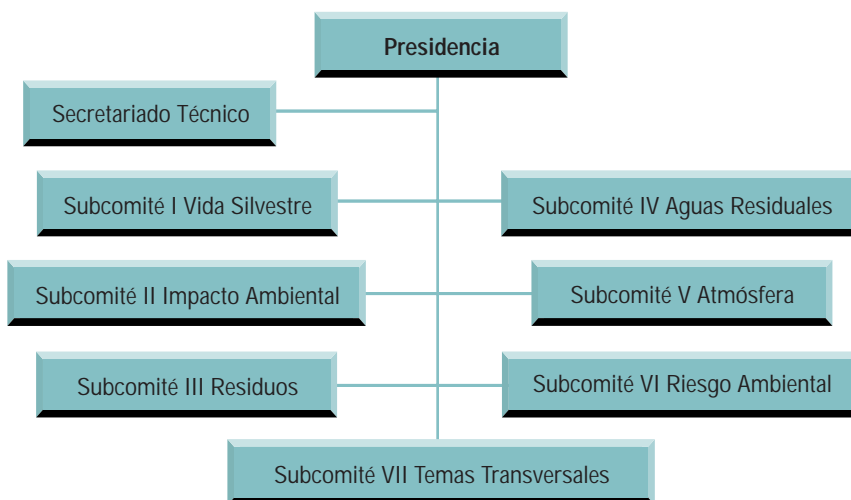 Presidencia
Secretariado Técnico
Subcomité I Vida Silvestre
Subcomité IV Aguas Residuales
Subcomité II Impacto Ambiental
Subcomité V Atmósfera
Subcomité III Residuos
Subcomité VI Riesgo Ambiental
Subcomité VII Temas Transversales